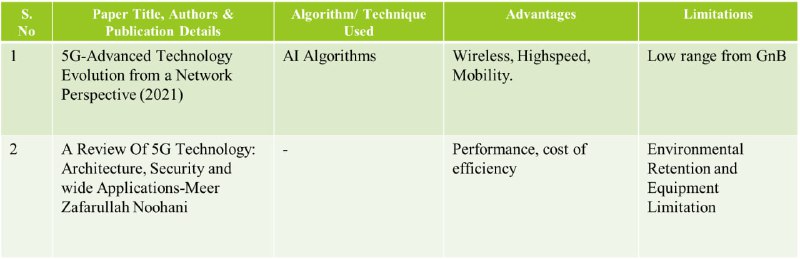 S. No
Paper Title, Authors & Publication Details
Algorithm/ Technique Used
Advantages
Limitations
1
5G-Advanced Technology
Evolution from a Network
Perspective (2021)
AI Algorithms
Wireless, Highspeed,
Mobility.
Low range from GnB
2
A Review Of 5G Technology:
Architecture, Security and
wide Applications-Meer
Zafarullah Noohani
-
Performance, cost of
efficiency
Environmental
Retention and
Equipment
Limitation